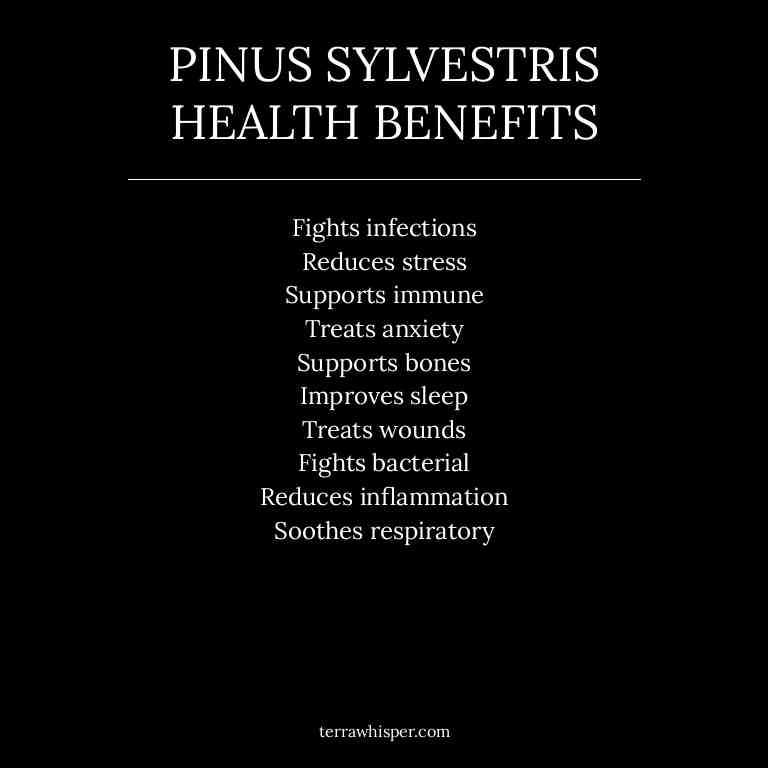 PINUS SYLVESTRIS
HEALTH BENEFITS
Fights infections
Reduces stress
Supports immune
Treats anxiety
Supports bones
Improves sleep
Treats wounds
Fights bacterial
Reduces inflammation
Soothes respiratory
terrawhisper.com